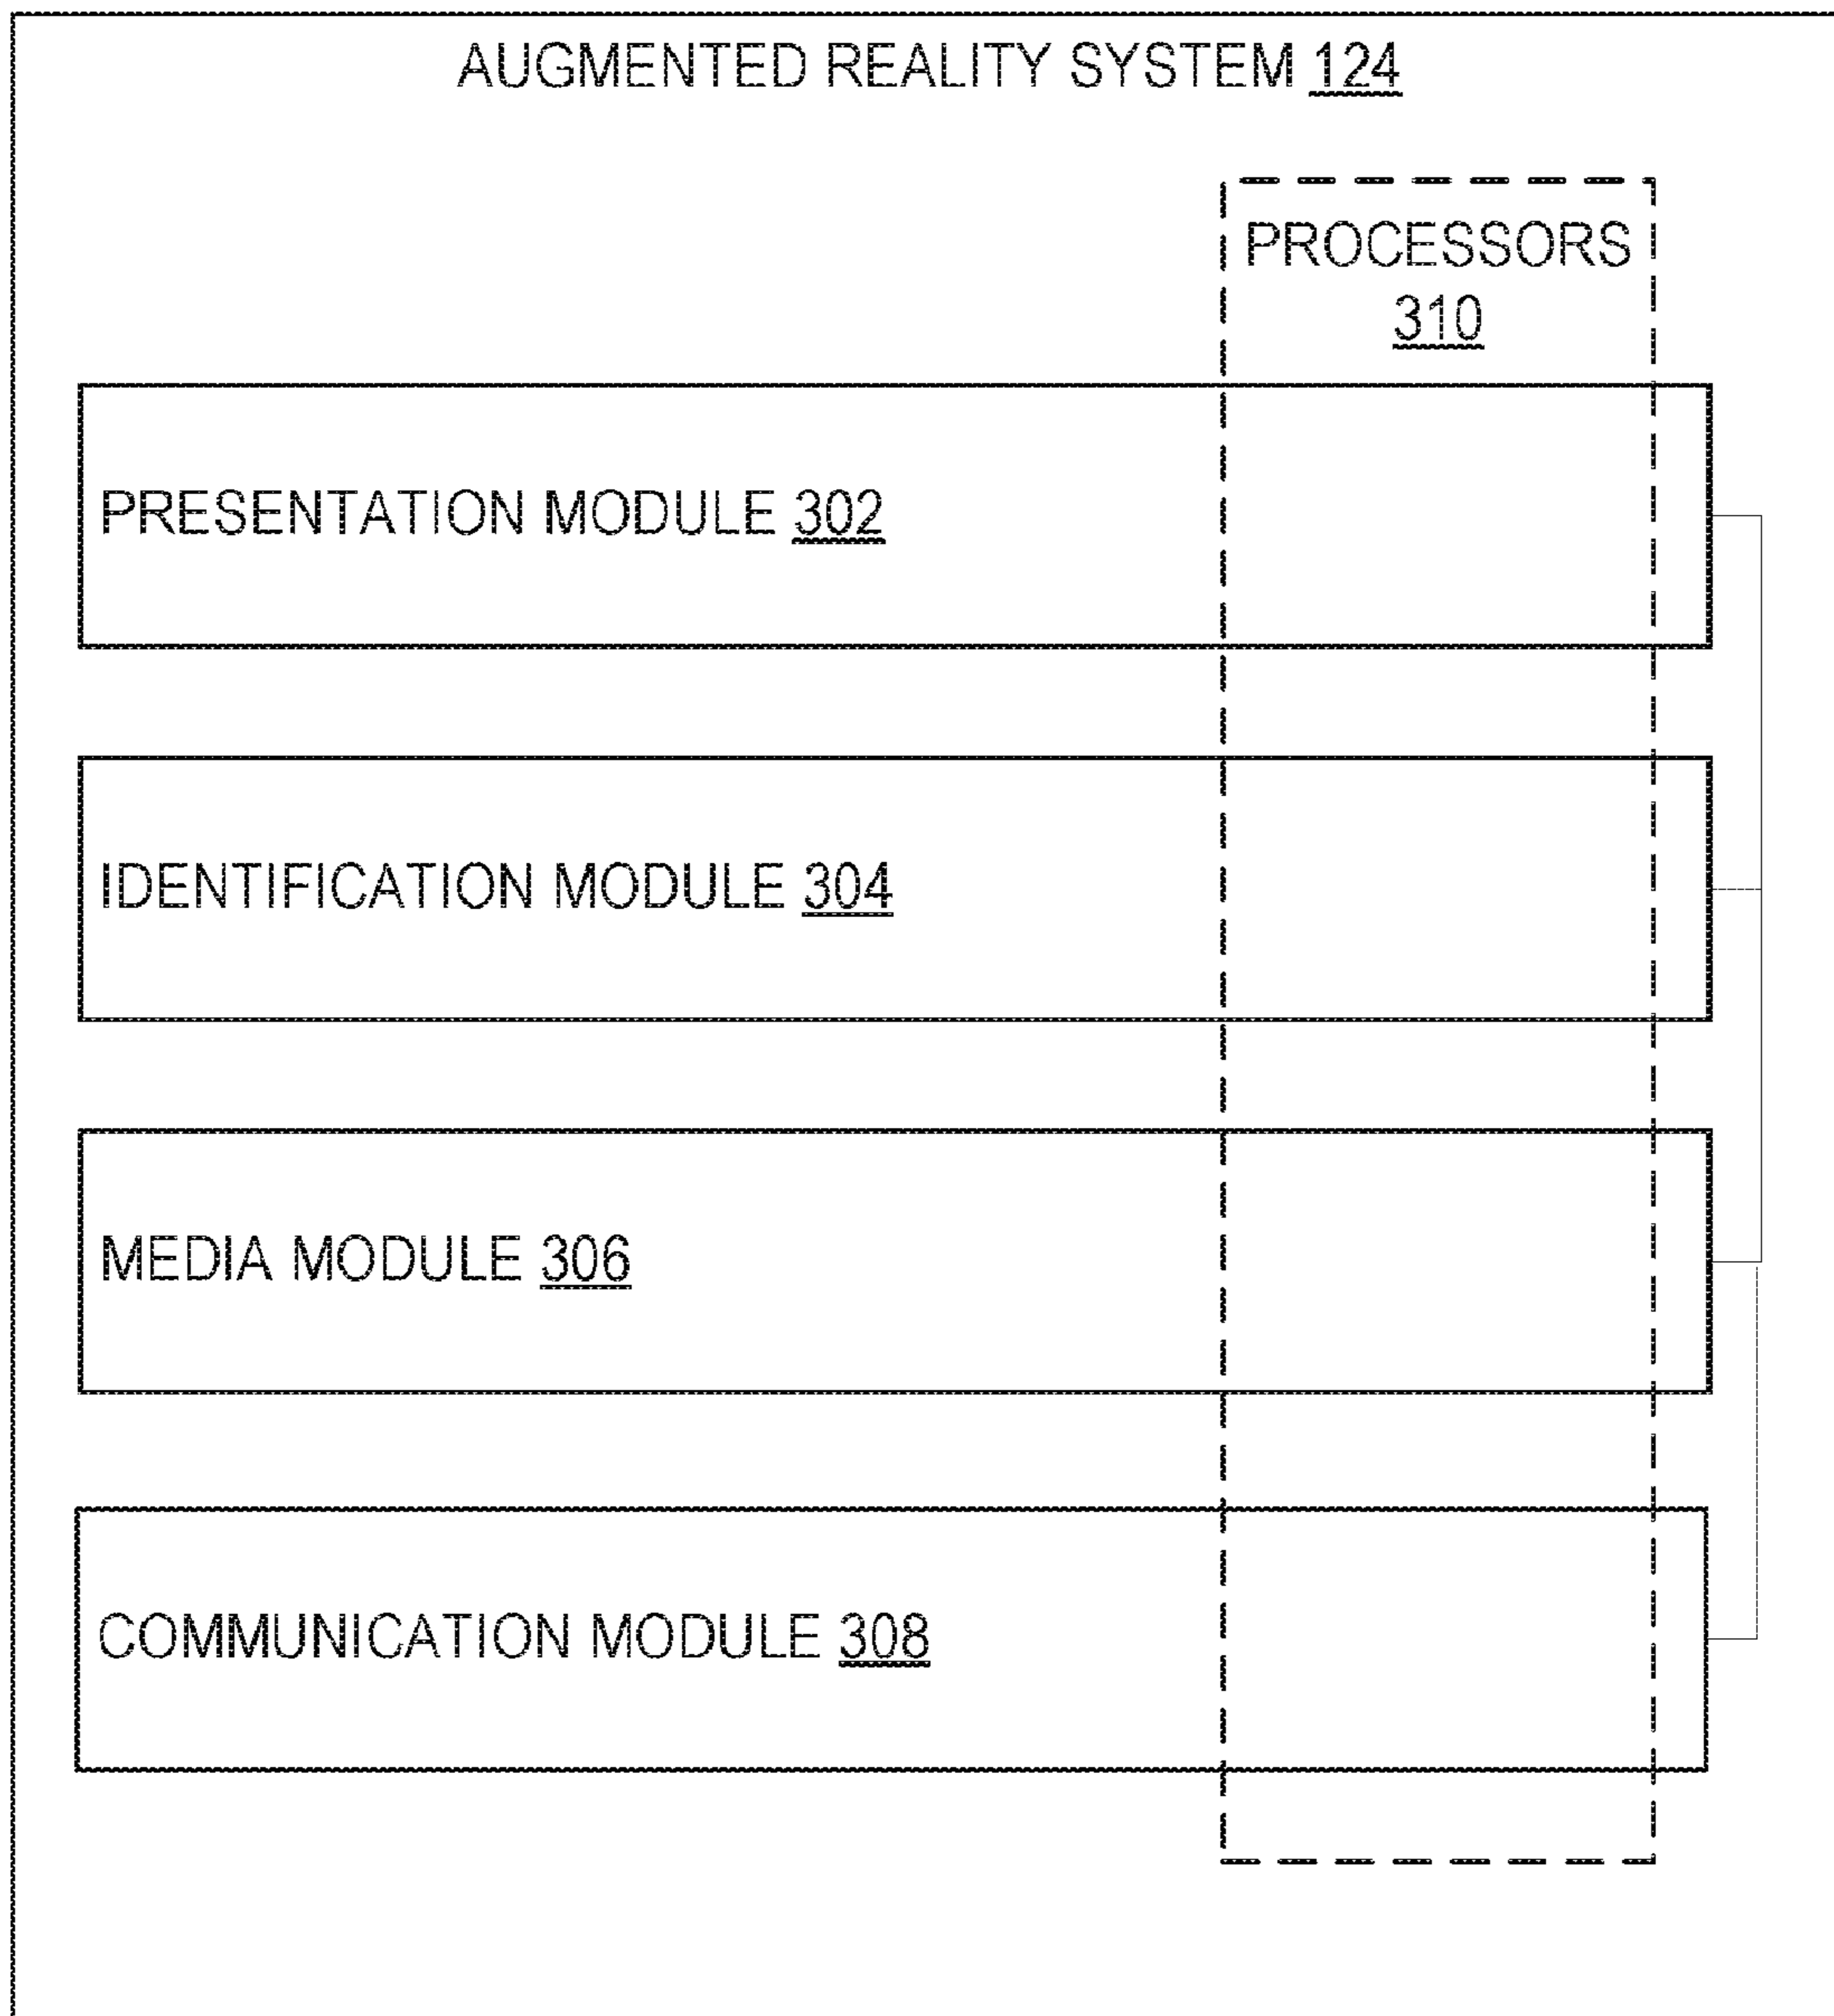 AUGMENTED REALITY SYSTEM 124
PROCESSORS
310
PRESENTATION MODULE 302
IDENTIFICATION MODULE 304
MEDIA MODULE 306
COMMUNICATION MODULE 308